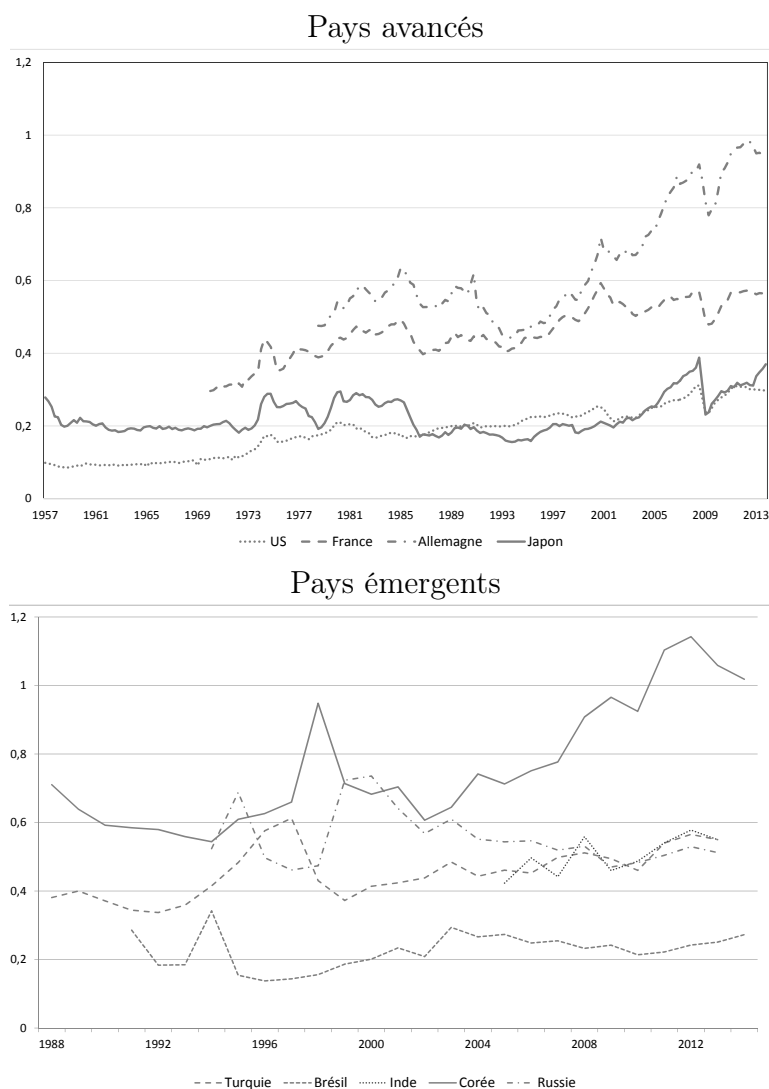 Pays avancés
1,2
1
0,8
0,6
0,4
0,2
0
1957 1961 1965 1969 1973 1977 1981 1985 1989 1993 1997 2001 2005 2009 2013
US France Allemagne Japon
Pays émergents
1,2
1
0,8
0,6
0,4
0,2
0
1988 1992 1996 2000 2004 2008 2012
Turquie Brésil Inde Corée Russie